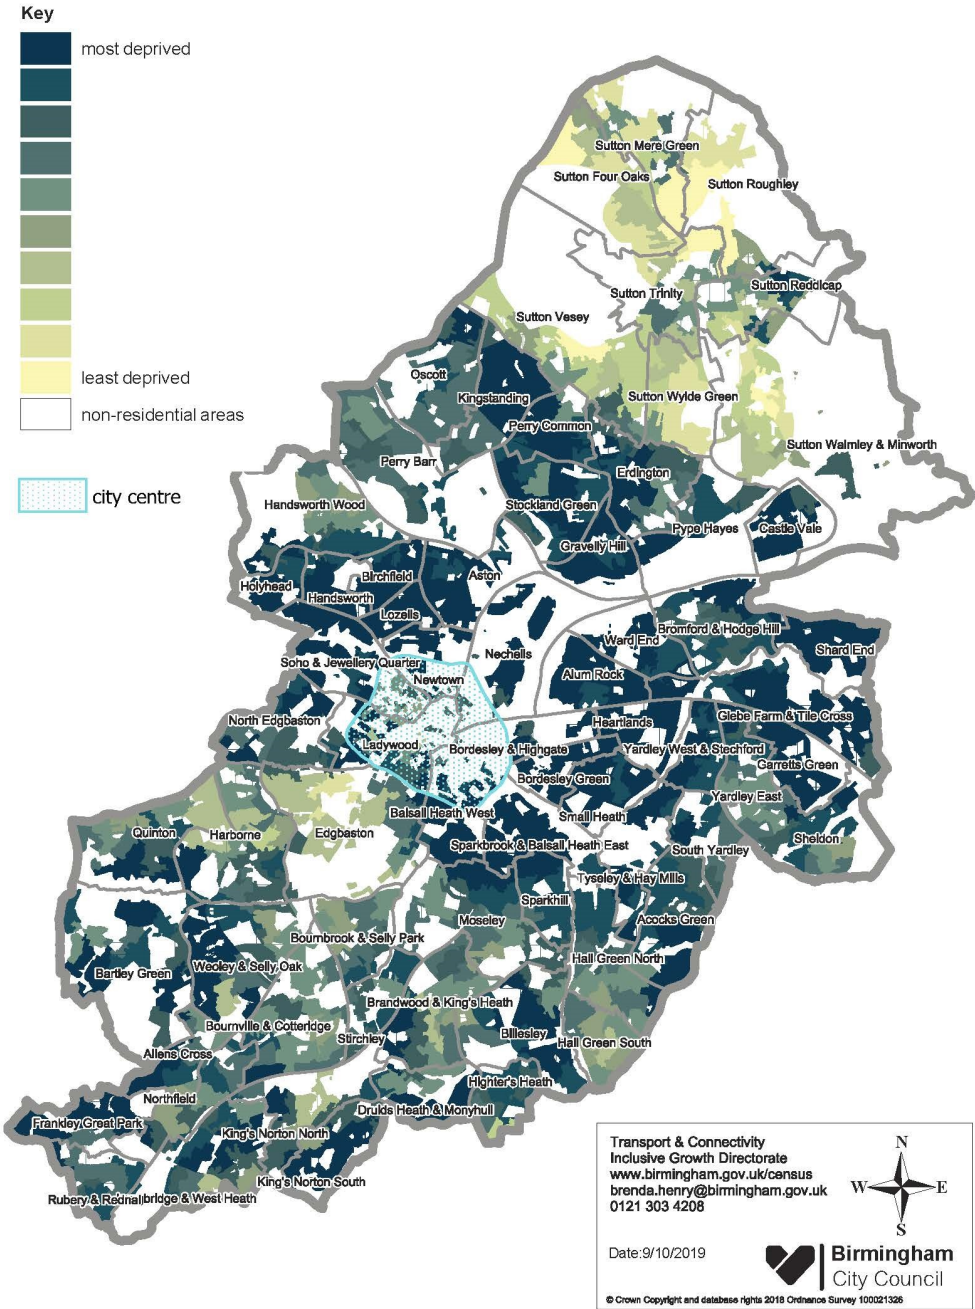 Key
most deprived
least deprived
non-residential areas
city centre
Sutton Mere Green
Sutton Four Oaks
Sutton Roughley
Sutton Trinity
Sutton Reddicap
Sutton Vesey
Oscott
Kingstanding
Sutton Wylde Green
Perry Common
Sutton Walmley & Minworth
Perry Barr
Erdington
Handsworth Wood
Stockland Green
Pype Hayes
Castle Vale
Gravelly Hill
Holyhead
Birchfield
Aston
Handsworth
Lozells
Bromford & Hodge Hill
Ward End
Shard End
Nechells
Soho & Jewellery Quarter
Newtown
Alum Rock
North Edgbaston
Heartlands
Glebe Farm & Tile Cross
Ladywood
Bordesley & Highgate
Yardley West & Stechford
Garretts Green
Bordesley Green
Yardley East
Balsall Heath West
Small Heath
Quinton
Harborne
Edgbaston
Sheldon
Sparkbrook & Balsall Heath East
South Yardley
Tyseley & Hay Mills
Sparkhill
Moseley
Acocks Green
Bournbrook & Selly Park
Hall Green North
Bartley Green
Weoley & Selly Oak
Brandwood & King's Heath
Bournville & Cotteridge
Stirchley
Billesley
Hall Green South
Allens Cross
Highter's Heath
Northfield
Druids Heath & Monyhull
Frankley Great Park
King's Norton North
King's Norton South
Rubery & Rednal
bridge & West Heath
Transport & Connectivity
Inclusive Growth Directorate
www.birmingham.gov.uk/census
brenda.henry@birmingham.gov.uk
0121 303 4208
N
W
E
S
Date:9/10/2019
Birmingham
City Council
© Crown Copyright and database rights 2018 Ordnance Survey 100021326